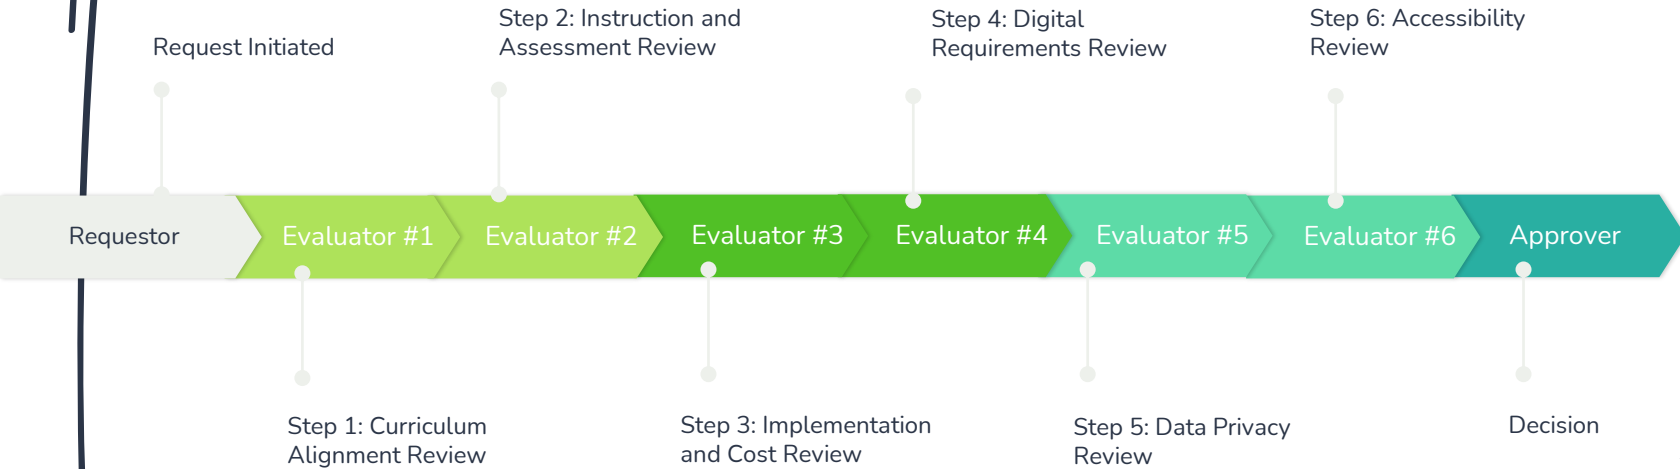 Request Initiated
Step 2: Instruction and
Assessment Review
Step 4: Digital
Requirements Review
Step 6: Accessibility
Review
Requestor
Evaluator #1
Evaluator #2
Evaluator #3
Evaluator #4
Evaluator #5
Evaluator #6
Approver
Step 1: Curriculum
Alignment Review
Step 3: Implementation
and Cost Review
Step 5: Data Privacy
Review
Decision